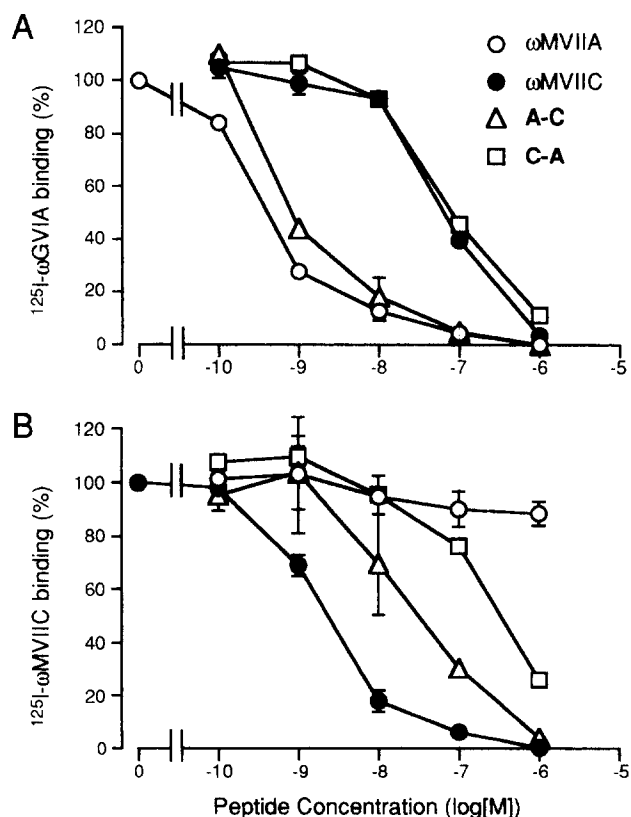 A
120
100
80
60
40
20
0
¹²⁵I-ωGVIA binding (%)
0 -10 -9 -8 -7 -6 -5
ωMVIIA
ωMVIIC
A-C
C-A
B
120
100
80
60
40
20
0
¹²⁵I-ωMVIIC binding (%)
0 -10 -9 -8 -7 -6 -5
Peptide Concentration (log[M])